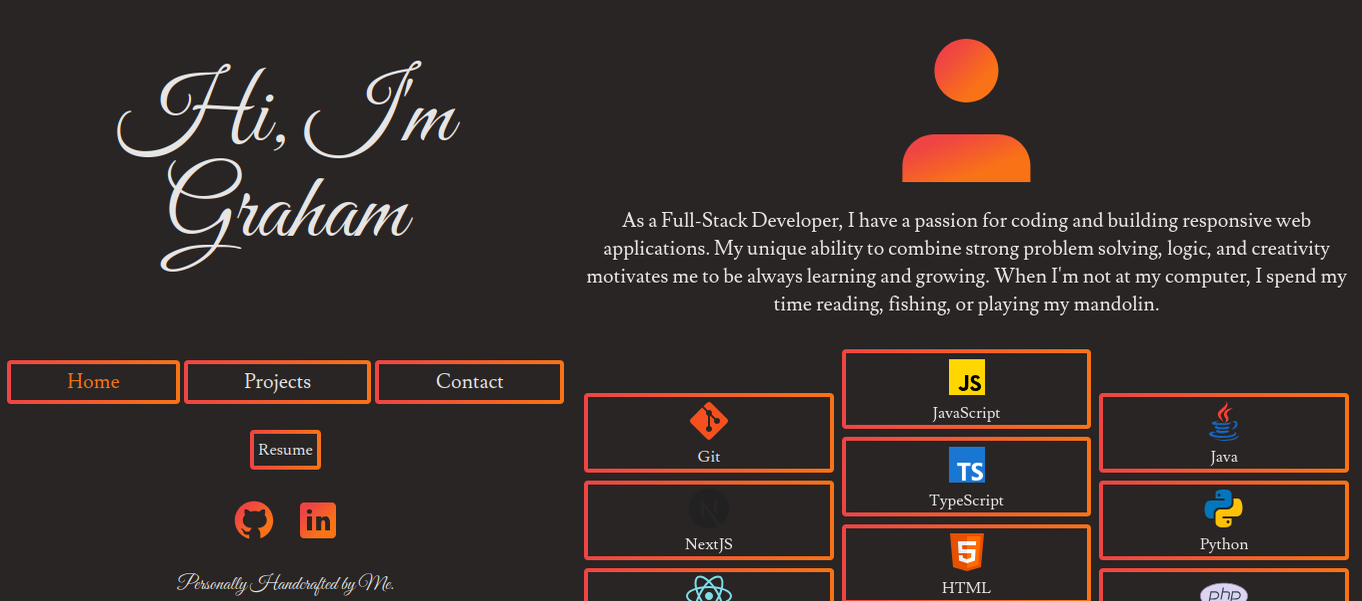 Hi, I'm
Graham
Home
Projects
Contact
Resume
in
Personally Handcrafted by Me.
As a Full-Stack Developer, I have a passion for coding and building responsive web
applications. My unique ability to combine strong problem solving, logic, and creativity
motivates me to be always learning and growing. When I'm not at my computer, I spend my
time reading, fishing, or playing my mandolin.
Git
N
NextJS
JS
JavaScript
TS
TypeScript
5
HTML
Java
Python
php